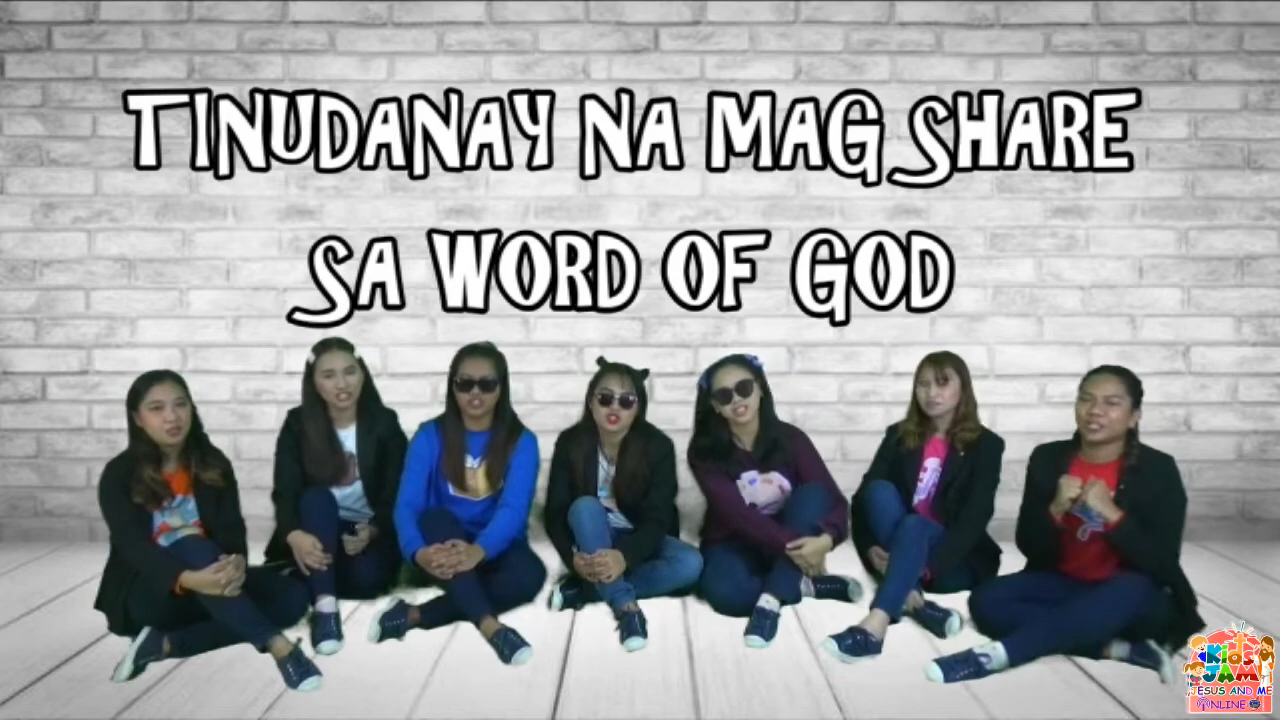 TINUDANAY NA MAG SHARE
SA WORD OF GOD
Kids
JAM
JESUS AND ME
ONLINE